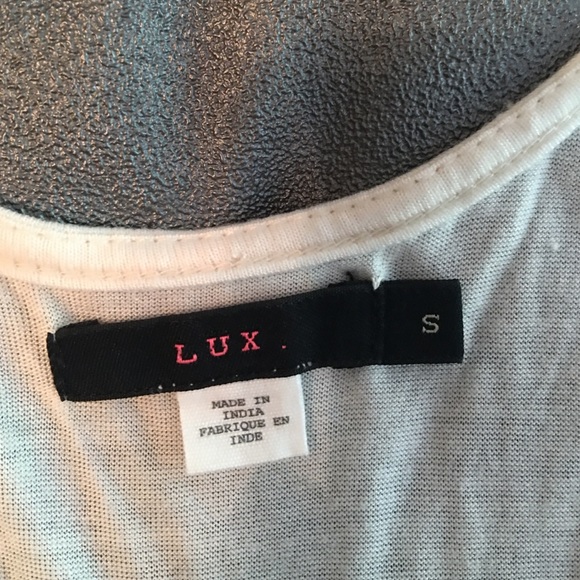 LUX.
S
MADE IN
INDIA
FABRIQUE EN
INDE